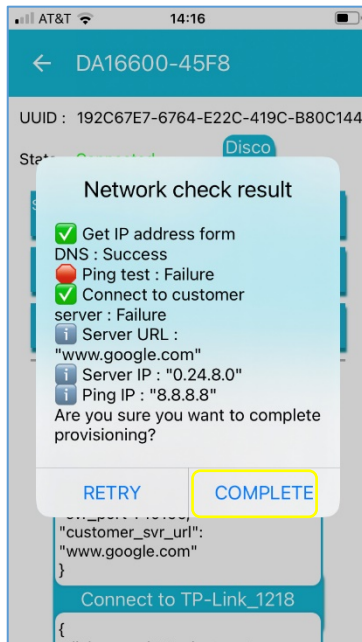 AT&T 14:16
DA16600-45F8
UUID : 192C67E7-6764-E22C-419C-B80C144
State Connected Disco
Network check result
✅ Get IP address form
DNS : Success
🛑 Ping test : Failure
✅ Connect to customer
server : Failure
ℹ️ Server URL :
"www.google.com"
ℹ️ Server IP : "0.24.8.0"
ℹ️ Ping IP : "8.8.8.8"
Are you sure you want to complete
provisioning?
RETRY COMPLETE
"customer_svr_url":
"www.google.com"
}
Connect to TP-Link_1218
{